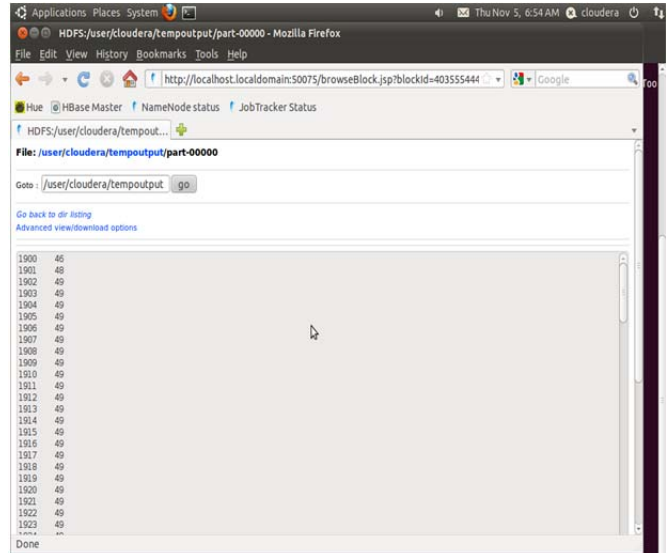 Applications Places System Thu Nov 5, 6:54 AM cloudera
HDFS:/user/cloudera/tempoutput/part-00000 - Mozilla Firefox
File Edit View History Bookmarks Tools Help
http://localhost.localdomain:50075/browseBlock.jsp?blockId=403555444 Google
Too
Hue HBase Master NameNode status JobTracker Status
HDFS:/user/cloudera/tempout...
File: /user/cloudera/tempoutput/part-00000
Goto : /user/cloudera/tempoutput go
Go back to dir listing
Advanced view/download options
1900 46
1901 48
1902 49
1903 49
1904 49
1905 49
1906 49
1907 49
1908 49
1909 49
1910 49
1911 49
1912 49
1913 49
1914 49
1915 49
1916 49
1917 49
1918 49
1919 49
1920 49
1921 49
1922 49
1923 49
Done